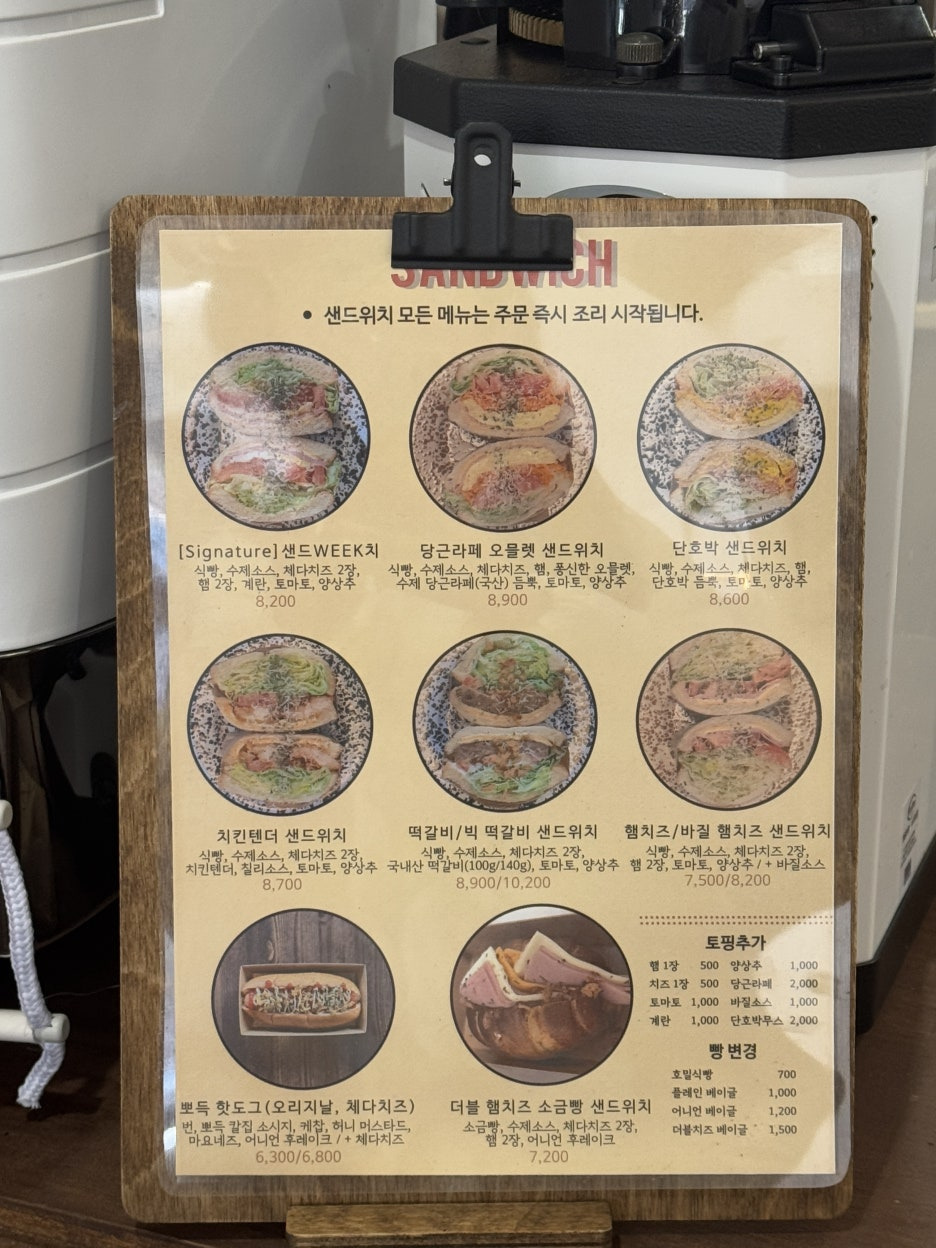 SANDWICH
• 샌드위치 모든 메뉴는 주문 즉시 조리 시작됩니다.
[Signature]샌드WEEK치
식빵, 수제소스, 체다치즈 2장,
햄 2장, 계란, 토마토, 양상추
8,200
당근라페 오믈렛 샌드위치
식빵, 수제소스, 체다치즈, 햄, 풍신한 오믈렛,
수제 당근라페(국산) 듬뿍, 토마토, 양상추
8,900
단호박 샌드위치
식빵, 수제소스, 체다치즈, 햄,
단호박 듬뿍, 토마토, 양상추
8,600
치킨텐더 샌드위치
식빵, 수제소스, 체다치즈 2장,
치킨텐더, 칠리소스, 토마토, 양상추
8,700
떡갈비/빅 떡갈비 샌드위치
식빵, 수제소스, 체다치즈 2장,
국내산 떡갈비(100g/140g), 토마토, 양상추
8,900/10,200
햄치즈/바질 햄치즈 샌드위치
식빵, 수제소스, 체다치즈 2장,
햄 2장, 토마토, 양상추 / + 바질소스
7,500/8,200
뽀득 핫도그(오리지날, 체다치즈)
번, 뽀득 칼집 소시지, 케찹, 허니 머스타드,
마요네즈, 어니언 후레이크 / + 체다치즈
6,300/6,800
더블 햄치즈 소금빵 샌드위치
소금빵, 수제소스, 체다치즈 2장,
햄 2장, 어니언 후레이크
7,200
토핑추가
햄 1장 500 양상추 1,000
치즈 1장 500 당근라페 2,000
토마토 1,000 바질소스 1,000
계란 1,000 단호박무스 2,000
빵 변경
호밀식빵 700
플레인 베이글 1,000
어니언 베이글 1,200
더블치즈 베이글 1,500